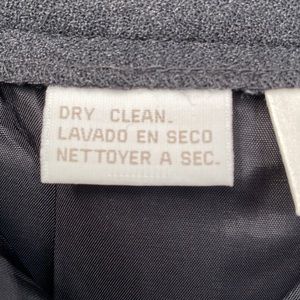 DRY CLEAN.
LAVADO EN SECO
NETTOYER A SEC.